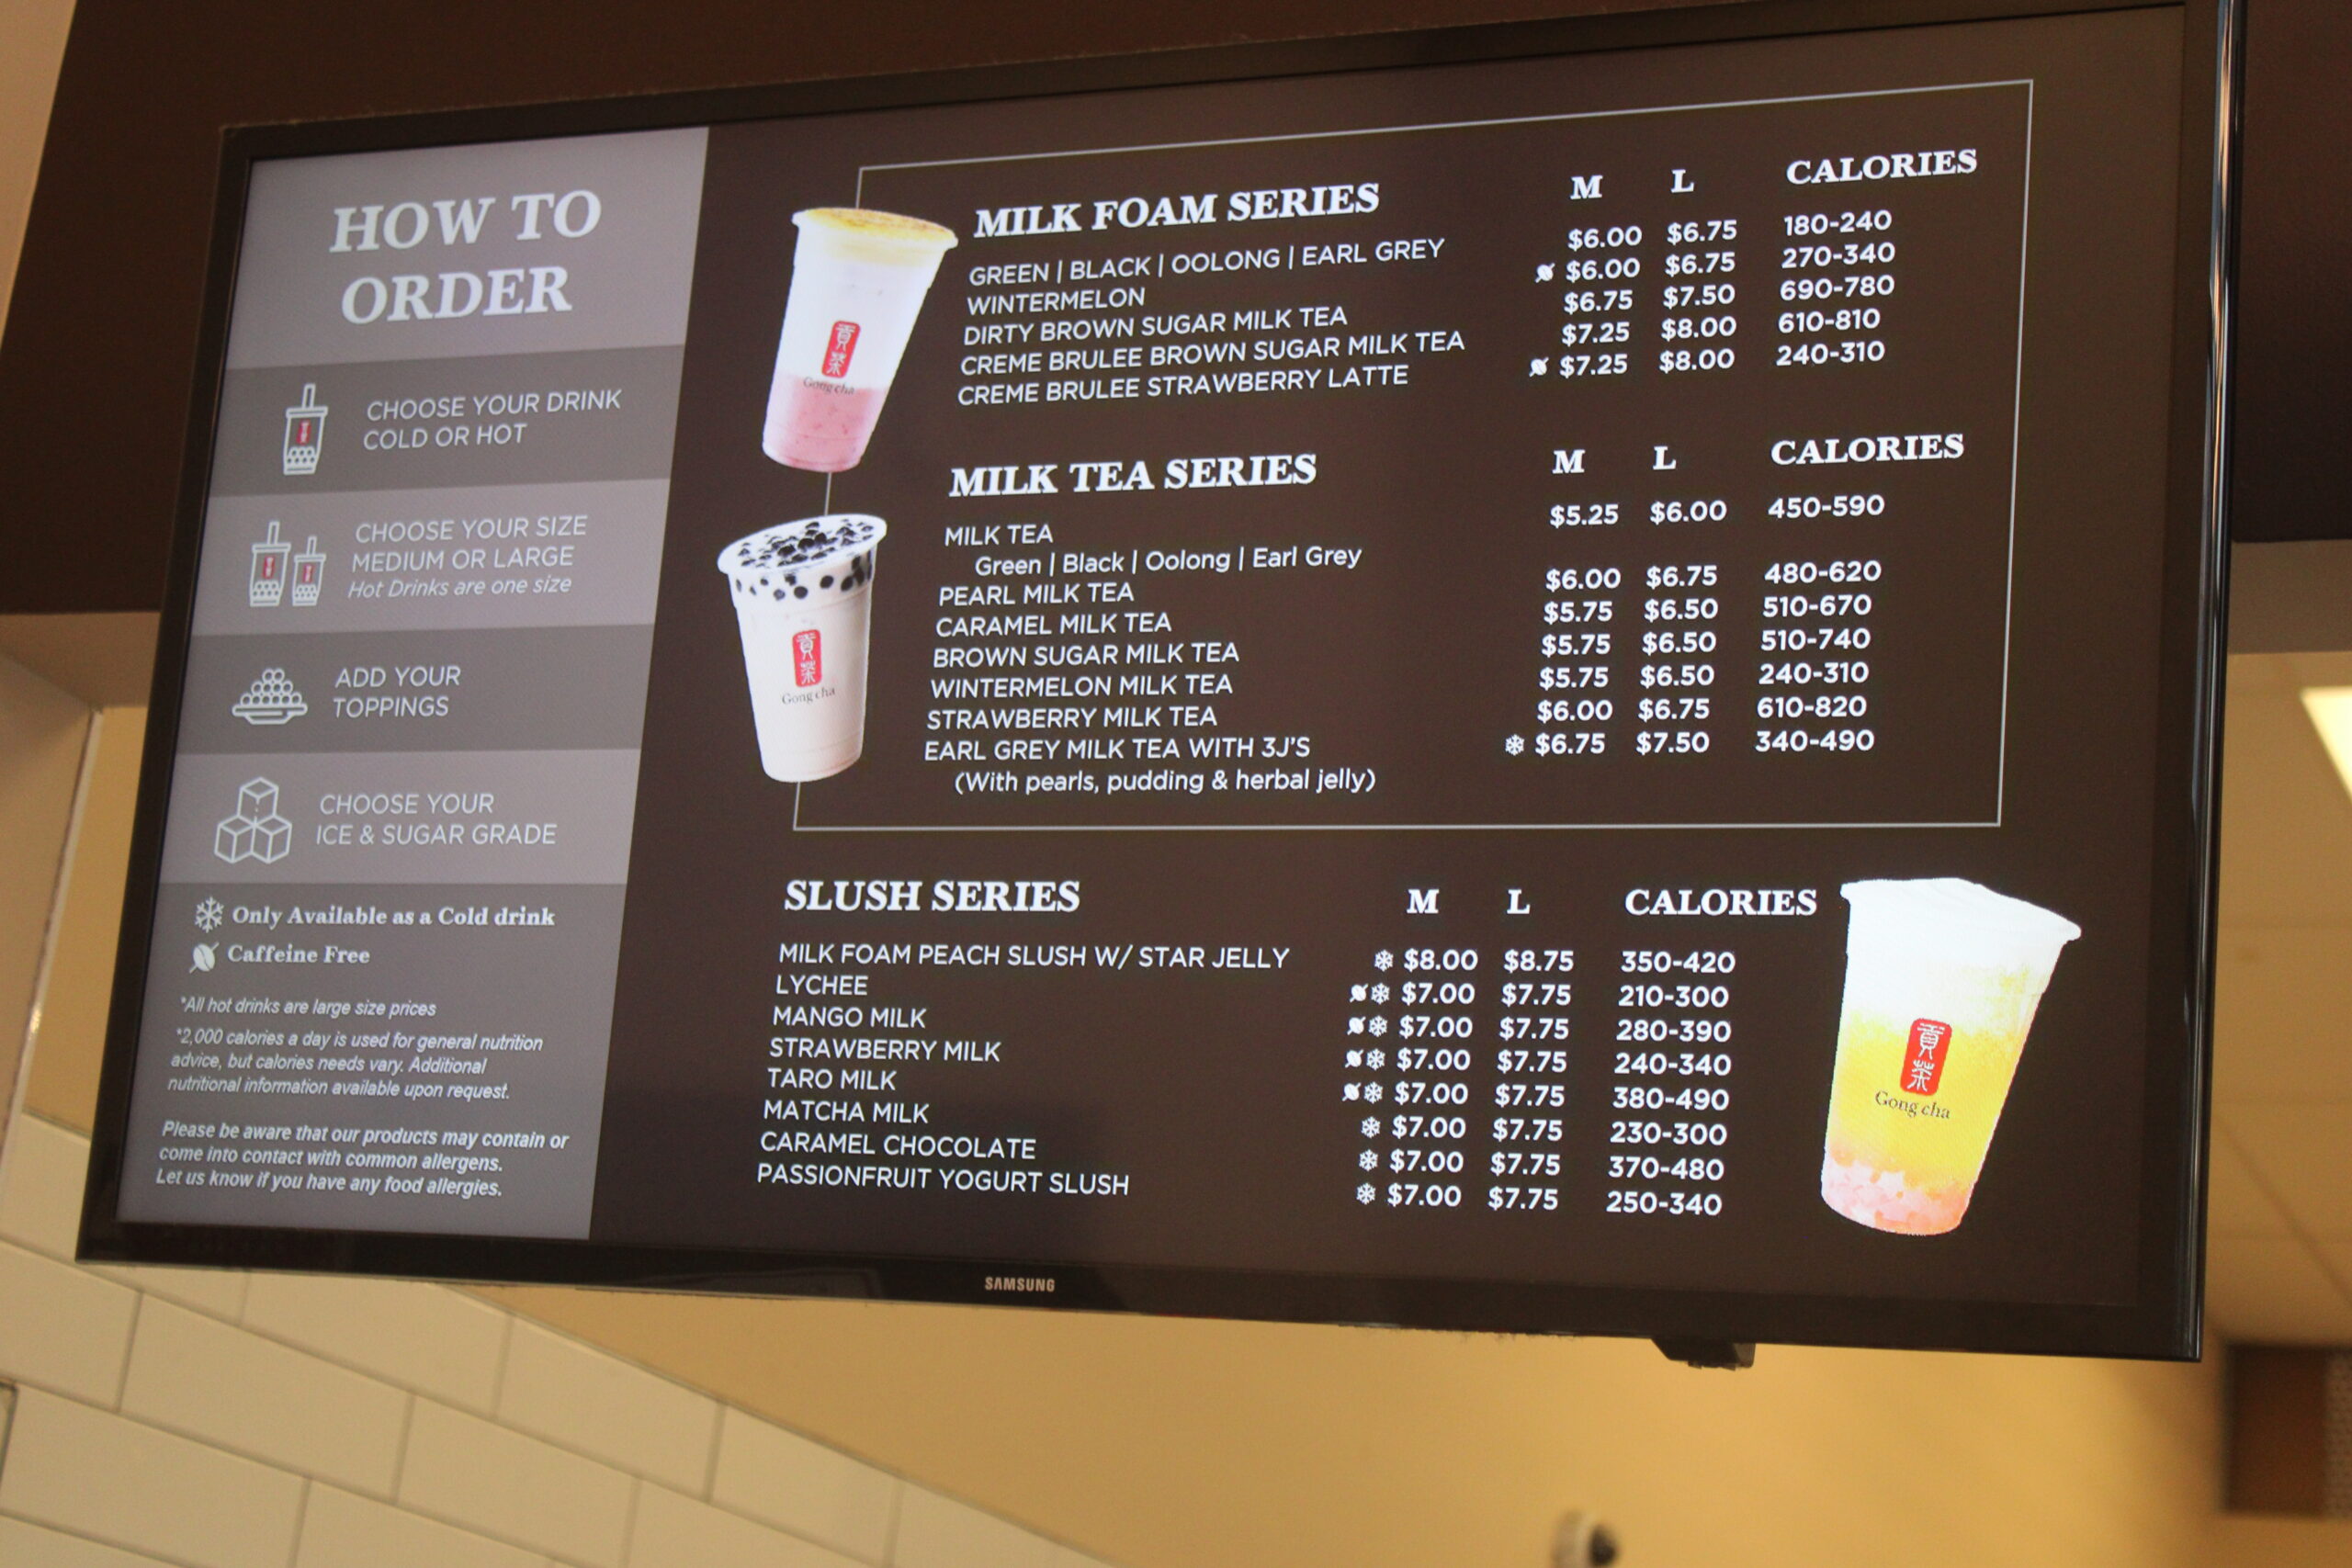 HOW TO
ORDER
CHOOSE YOUR DRINK
COLD OR HOT
CHOOSE YOUR SIZE
MEDIUM OR LARGE
Hot Drinks are one size
ADD YOUR
TOPPINGS
CHOOSE YOUR
ICE & SUGAR GRADE
Only Available as a Cold drink
Caffeine Free
*All hot drinks are large size prices
*2,000 calories a day is used for general nutrition
advice, but calories needs vary. Additional
nutritional information available upon request.
Please be aware that our products may contain or
come into contact with common allergens.
Let us know if you have any food allergies.
貢茶
Gong cha
MILK FOAM SERIES M L CALORIES
GREEN | BLACK | OOLONG | EARL GREY $6.00 $6.75 180-240
WINTERMELON $6.00 $6.75 270-340
DIRTY BROWN SUGAR MILK TEA $6.75 $7.50 690-780
CREME BRULEE BROWN SUGAR MILK TEA $7.25 $8.00 610-810
CREME BRULEE STRAWBERRY LATTE $7.25 $8.00 240-310
貢茶
Gong cha
MILK TEA SERIES M L CALORIES
MILK TEA $5.25 $6.00 450-590
Green | Black | Oolong | Earl Grey
PEARL MILK TEA $6.00 $6.75 480-620
CARAMEL MILK TEA $5.75 $6.50 510-670
BROWN SUGAR MILK TEA $5.75 $6.50 510-740
WINTERMELON MILK TEA $5.75 $6.50 240-310
STRAWBERRY MILK TEA $6.00 $6.75 610-820
EARL GREY MILK TEA WITH 3J'S $6.75 $7.50 340-490
(With pearls, pudding & herbal jelly)
SLUSH SERIES M L CALORIES
MILK FOAM PEACH SLUSH W/ STAR JELLY $8.00 $8.75 350-420
LYCHEE $7.00 $7.75 210-300
MANGO MILK $7.00 $7.75 280-390
STRAWBERRY MILK $7.00 $7.75 240-340
TARO MILK $7.00 $7.75 380-490
MATCHA MILK $7.00 $7.75 230-300
CARAMEL CHOCOLATE $7.00 $7.75 370-480
PASSIONFRUIT YOGURT SLUSH $7.00 $7.75 250-340
貢茶
Gong cha
SAMSUNG